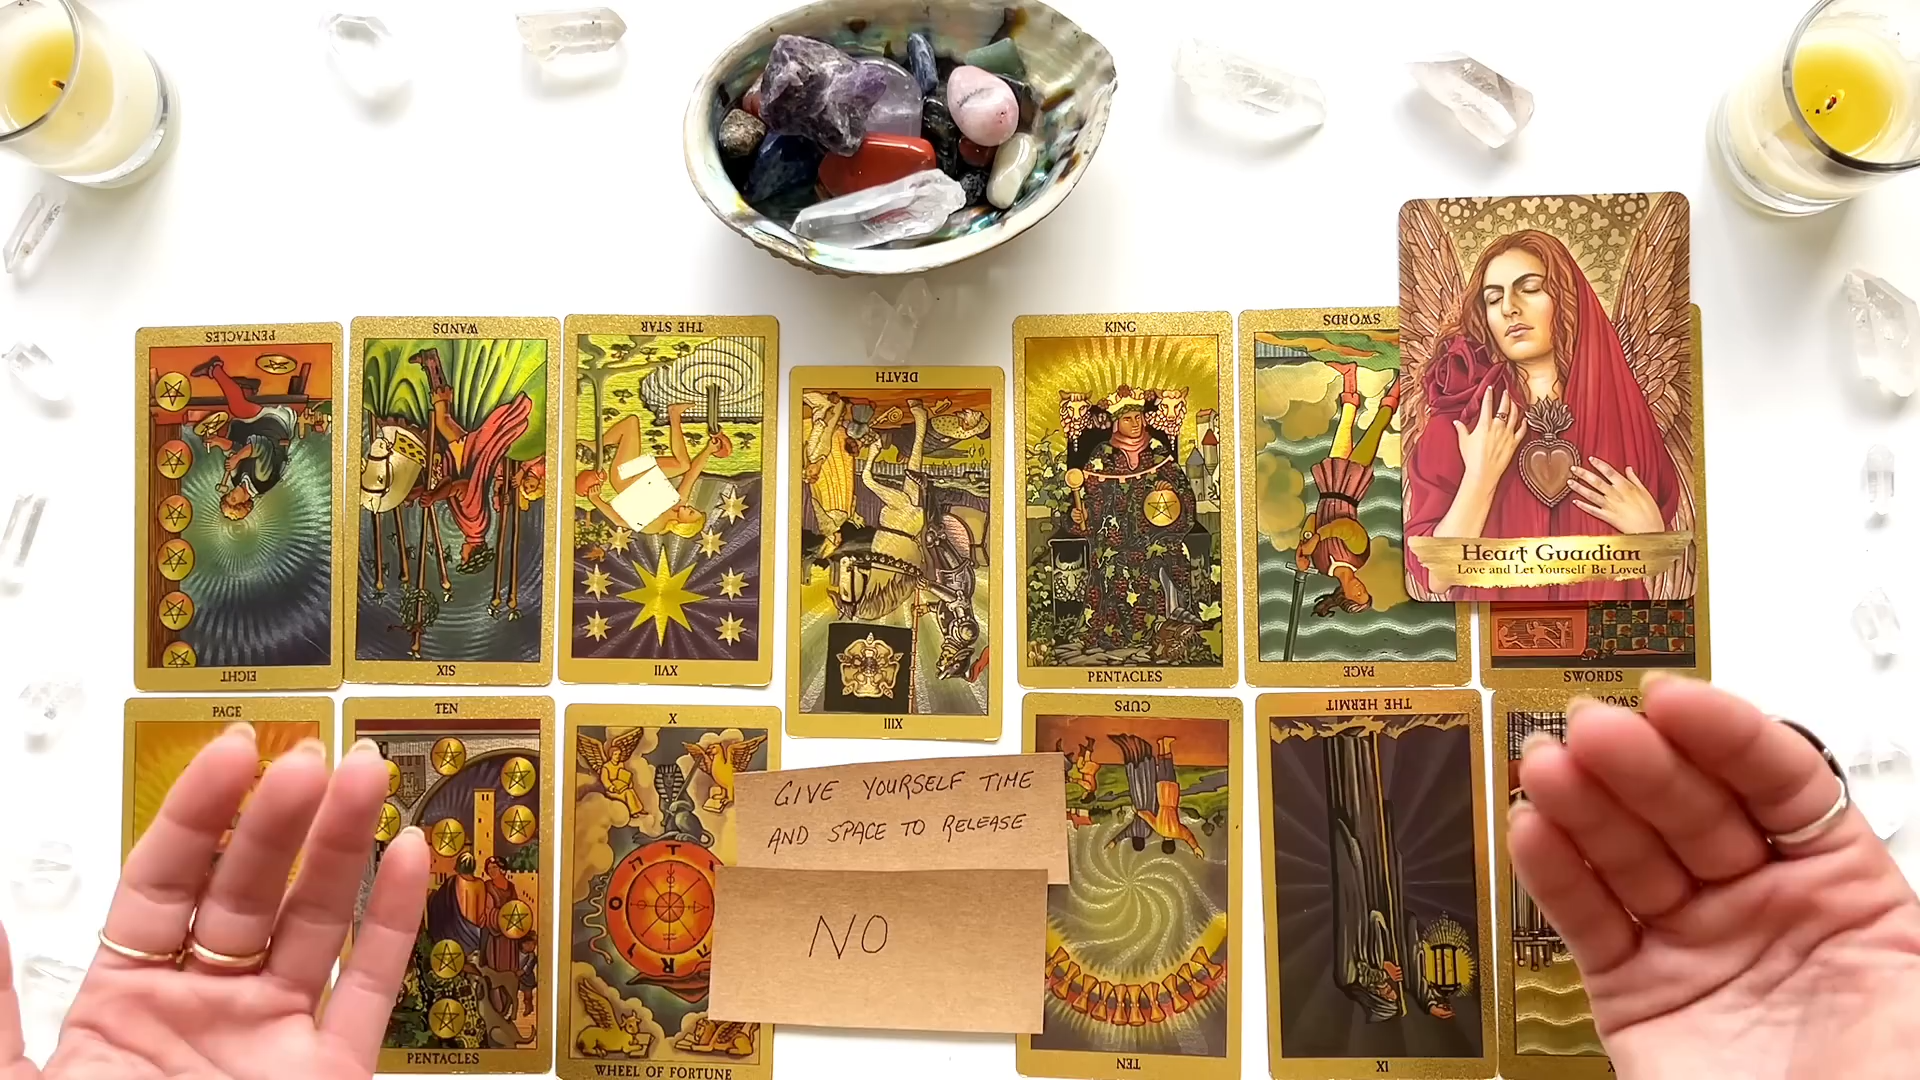 PENTACLES
EIGHT
WANDS
SIX
THE STAR
XVII
DEATH
XIII
KING
PENTACLES
SWORDS
PAGE
Heart Guardian
Love and Let Yourself Be Loved
SWORDS
PAGE
TEN
PENTACLES
X
WHEEL OF FORTUNE
GIVE YOURSELF TIME
AND SPACE TO RELEASE
NO
CUPS
TEN
THE HERMIT
IX